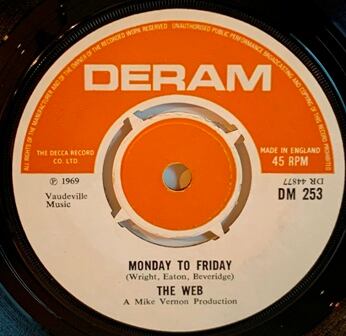 ALL RIGHTS OF THE MANUFACTURER AND OF THE OWNER OF THE RECORDED WORK RESERVED UNAUTHORISED PUBLIC PERFORMANCE BROADCASTING AND COPYING OF THIS RECORD PROHIBITED
DERAM
THE DECCA RECORD
CO. LTD.
MADE IN ENGLAND
45 RPM
℗ 1969
Vaudeville
Music
DR 44877
DM 253
MONDAY TO FRIDAY
(Wright, Eaton, Beveridge)
THE WEB
A Mike Vernon Production